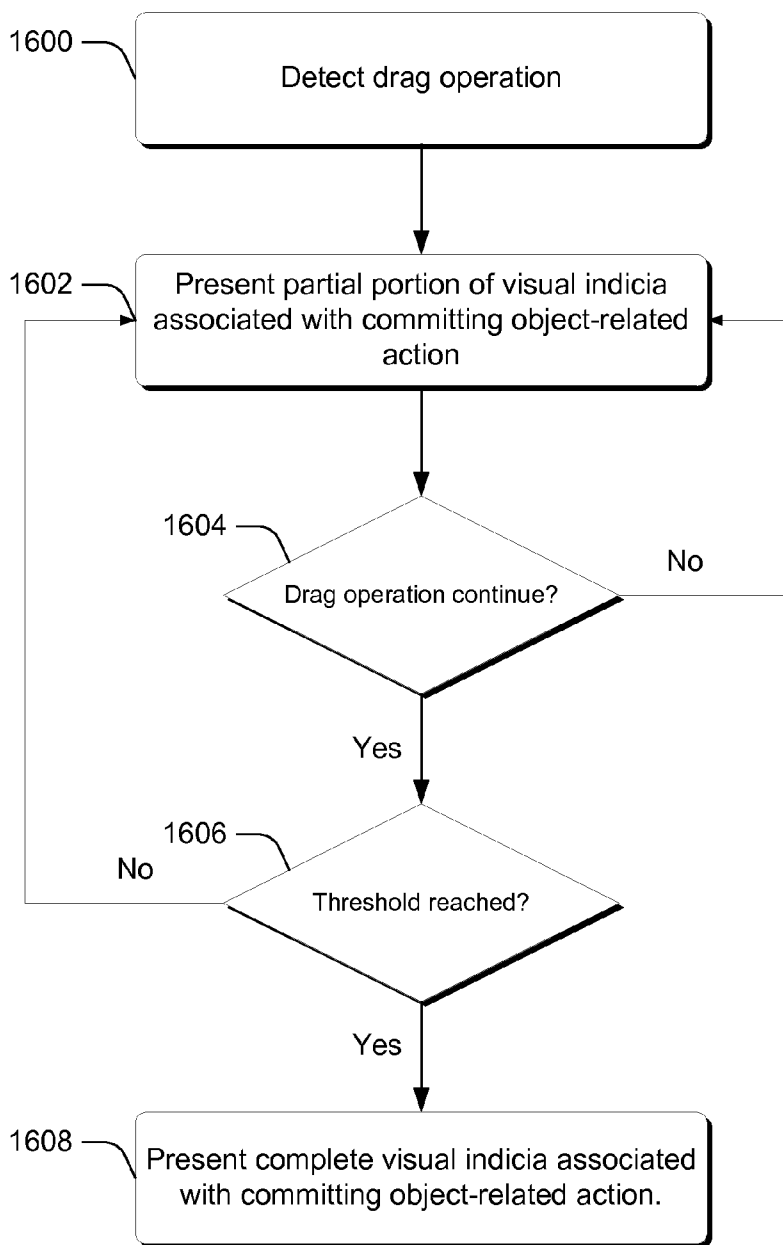 1600
Detect drag operation
1602
Present partial portion of visual indicia
associated with committing object-related
action
1604
Drag operation continue?
No
Yes
1606
No
Threshold reached?
Yes
1608
Present complete visual indicia associated
with committing object-related action.